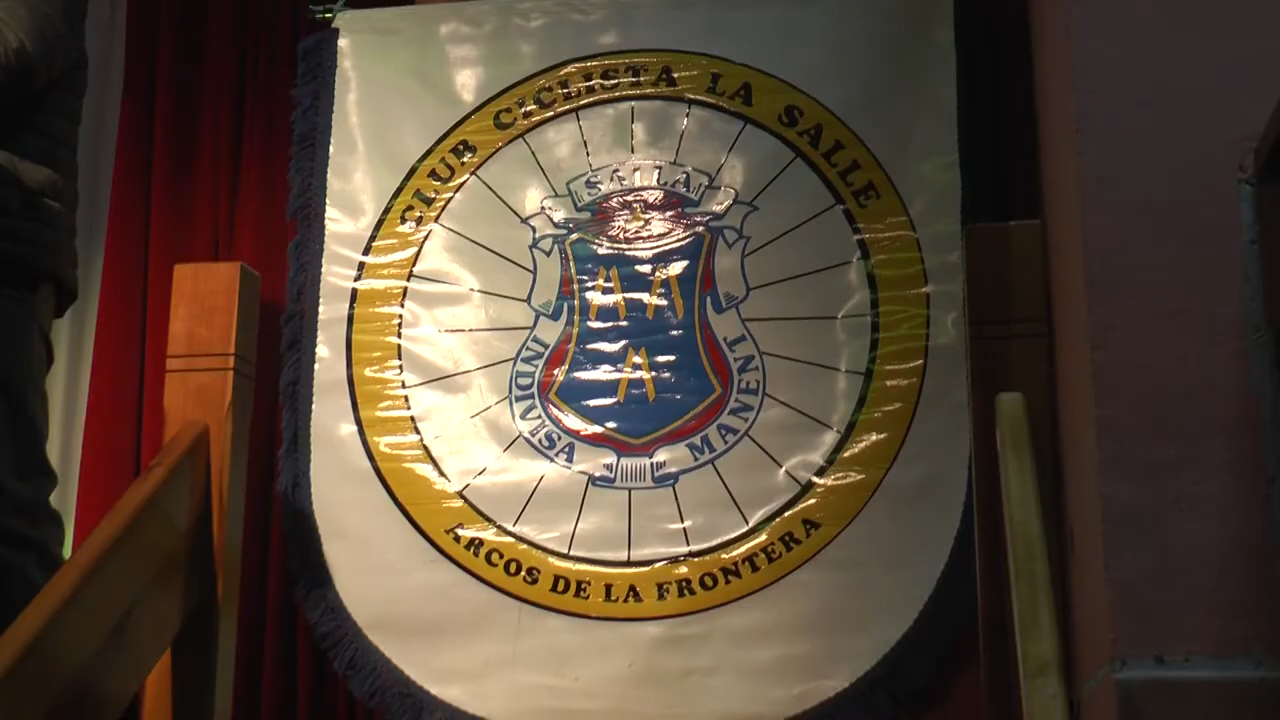 CLUB CICLISTA LA SALLE
SALLA
INDIVISA MANENT
ARCOS DE LA FRONTERA